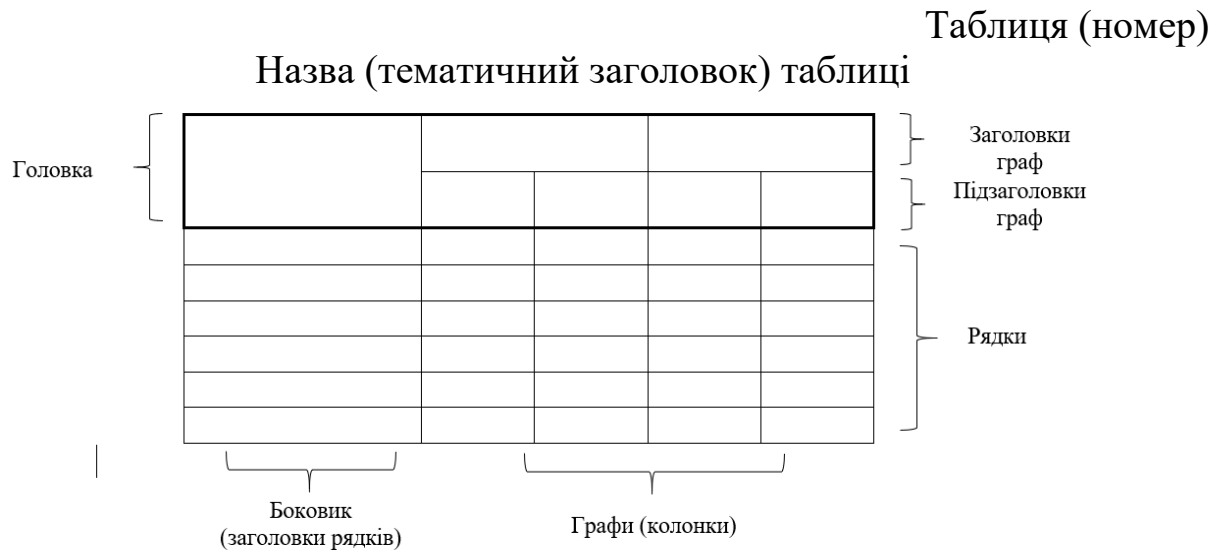 Таблиця (номер)
Назва (тематичний заголовок) таблиці
Головка
Заголовки
граф
Підзаголовки
граф
Рядки
Боковик
(заголовки рядків)
Графи (колонки)